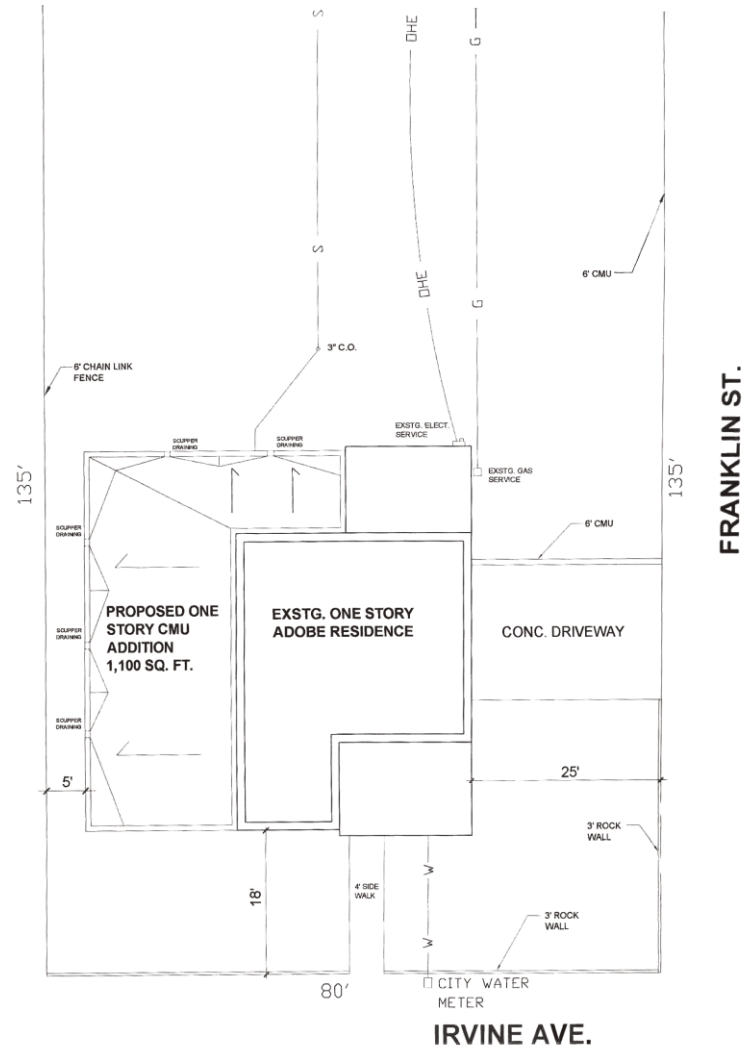 S
OHE
G
S
OHE
G
6' CMU
3" C.O.
6' CHAIN LINK
FENCE
EXSTG. ELECT.
SERVICE
SCUPPER
DRAINING
SCUPPER
DRAINING
EXSTG. GAS
SERVICE
135'
135'
FRANKLIN ST.
SCUPPER
DRAINING
6' CMU
PROPOSED ONE
STORY CMU
ADDITION
1,100 SQ. FT.
EXSTG. ONE STORY
ADOBE RESIDENCE
CONC. DRIVEWAY
SCUPPER
DRAINING
SCUPPER
DRAINING
5'
25'
3' ROCK
WALL
W
18'
4' SIDE
WALK
3' ROCK
WALL
W
80'
CITY WATER
METER
IRVINE AVE.